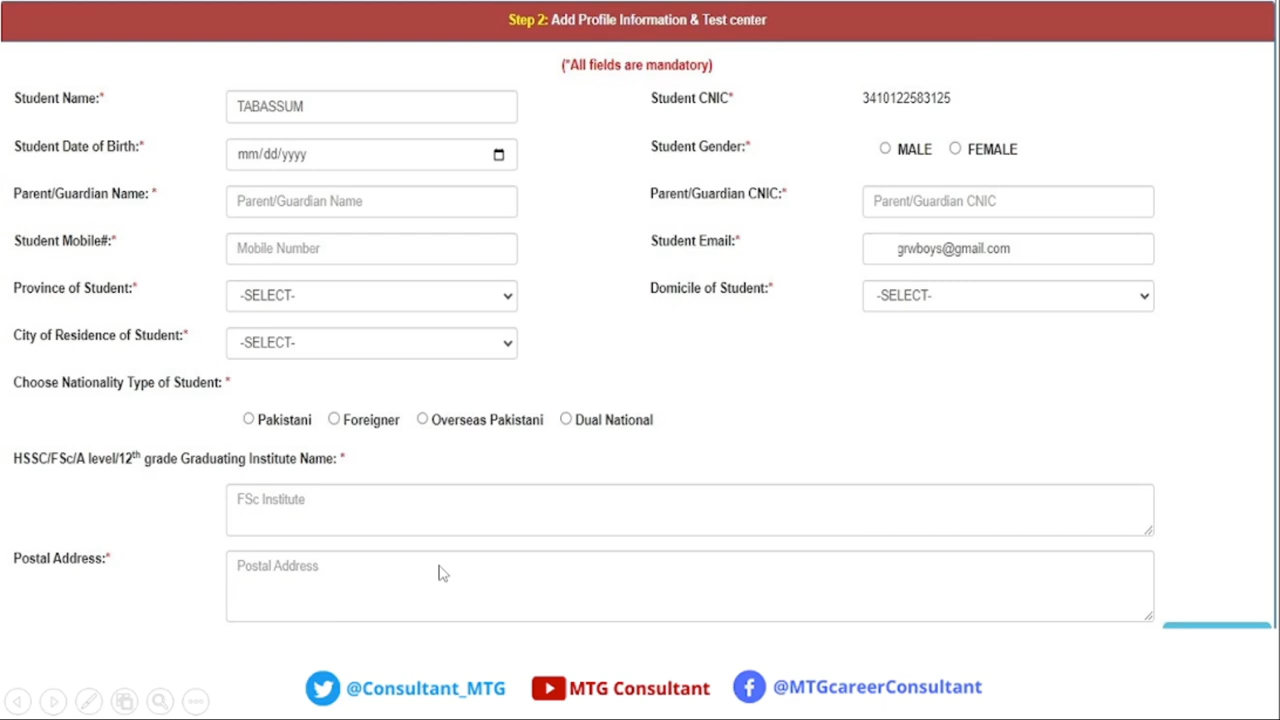 Step 2: Add Profile Information & Test center
(*All fields are mandatory)
Student Name:* TABASSUM Student CNIC* 3410122583125
Student Date of Birth:* mm/dd/yyyy Student Gender:* MALE FEMALE
Parent/Guardian Name: * Parent/Guardian Name Parent/Guardian CNIC:* Parent/Guardian CNIC
Student Mobile#:* Mobile Number Student Email:* grwboys@gmail.com
Province of Student:* -SELECT- Domicile of Student:* -SELECT-
City of Residence of Student:* -SELECT-
Choose Nationality Type of Student: *
Pakistani Foreigner Overseas Pakistani Dual National
HSSC/FSc/A level/12th grade Graduating Institute Name: *
FSc Institute
Postal Address:* Postal Address
@Consultant_MTG MTG Consultant @MTGcareerConsultant